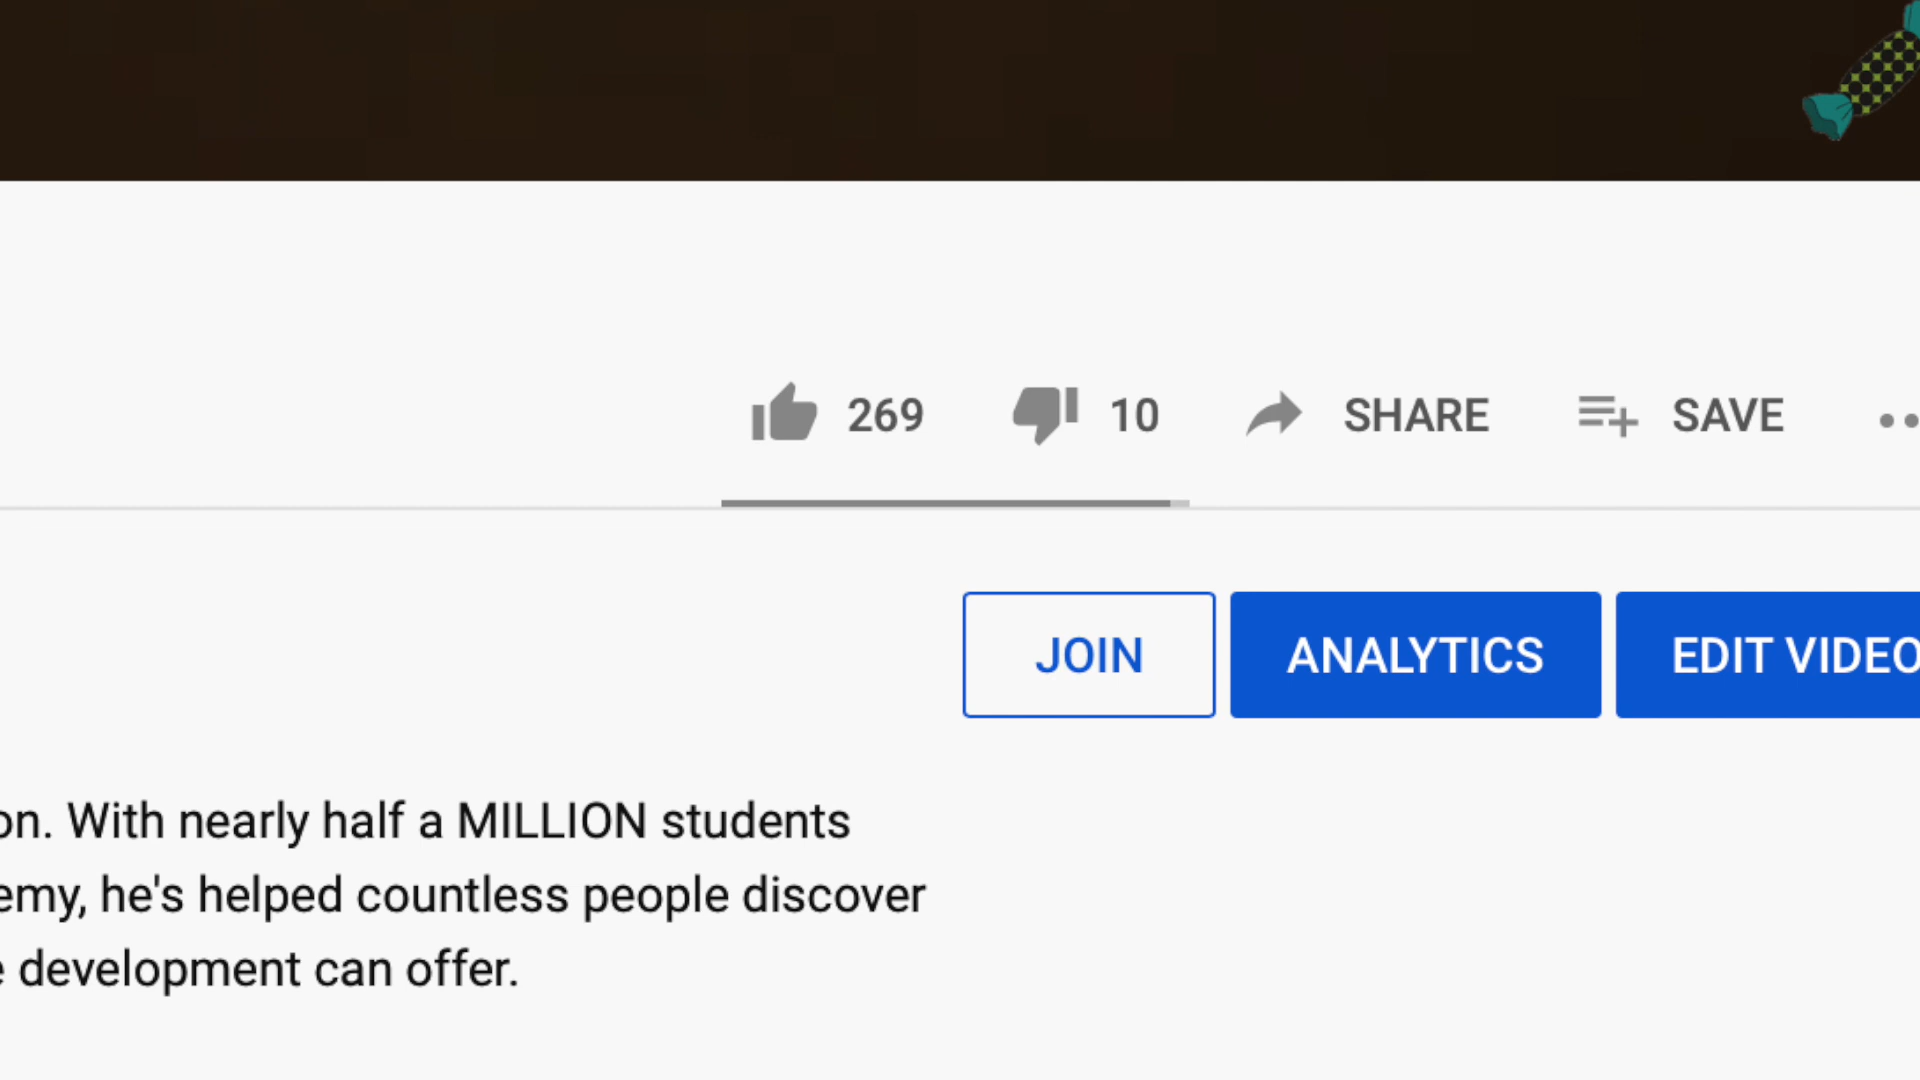 269 10 SHARE SAVE
JOIN ANALYTICS EDIT VIDEO
on. With nearly half a MILLION students
emy, he's helped countless people discover
e development can offer.